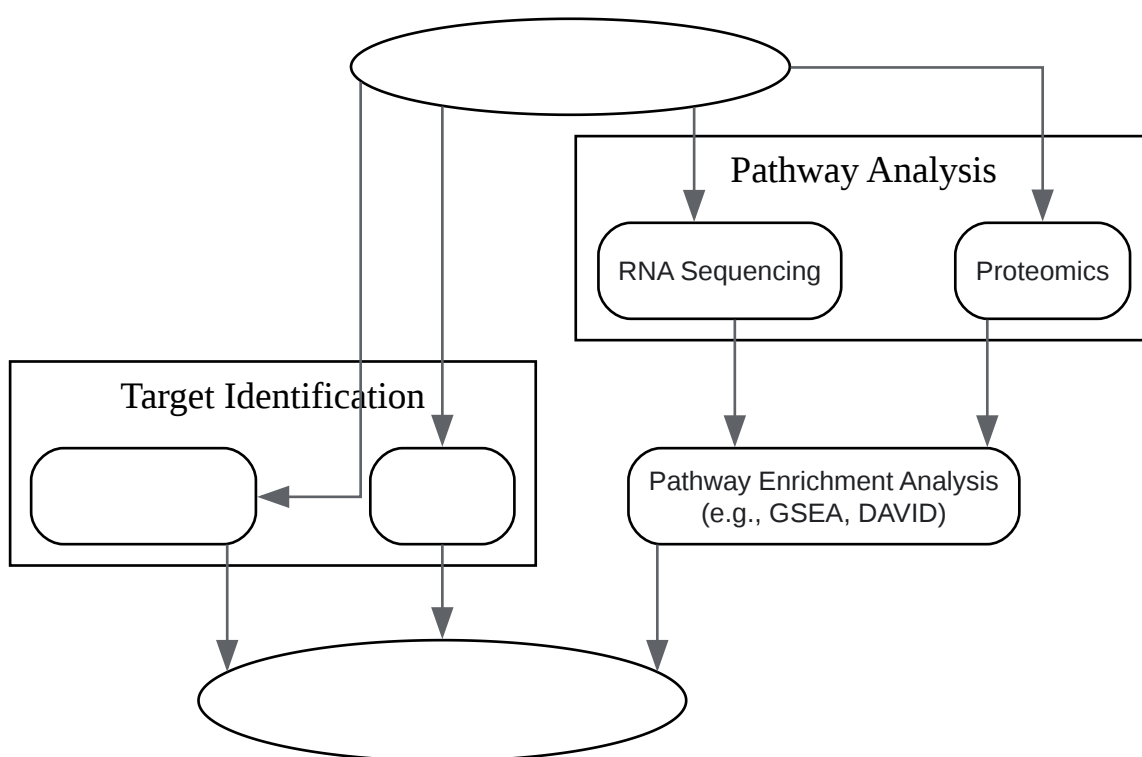 Pathway Analysis
RNA Sequencing
Proteomics
Target Identification
Pathway Enrichment Analysis
(e.g., GSEA, DAVID)